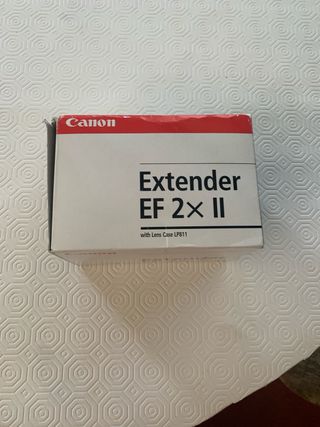 Canon
Extender
EF 2× II
with Lens Case LP811